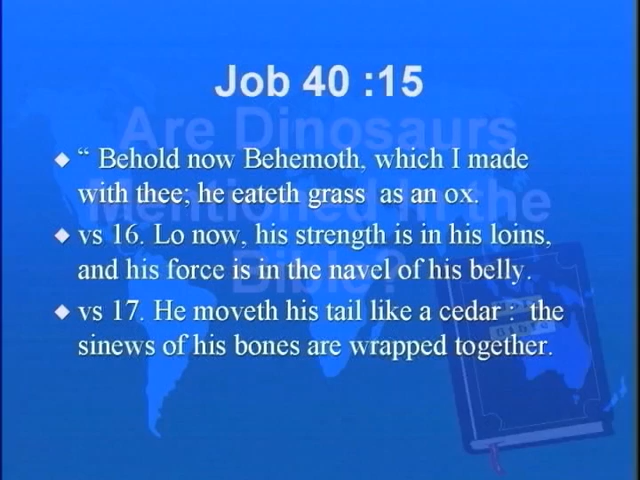 Job 40 :15
Are Dinosaurs
Mentioned In the
Bible?
“ Behold now Behemoth, which I made
with thee; he eateth grass as an ox.
vs 16. Lo now, his strength is in his loins,
and his force is in the navel of his belly.
vs 17. He moveth his tail like a cedar : the
sinews of his bones are wrapped together.
Bible